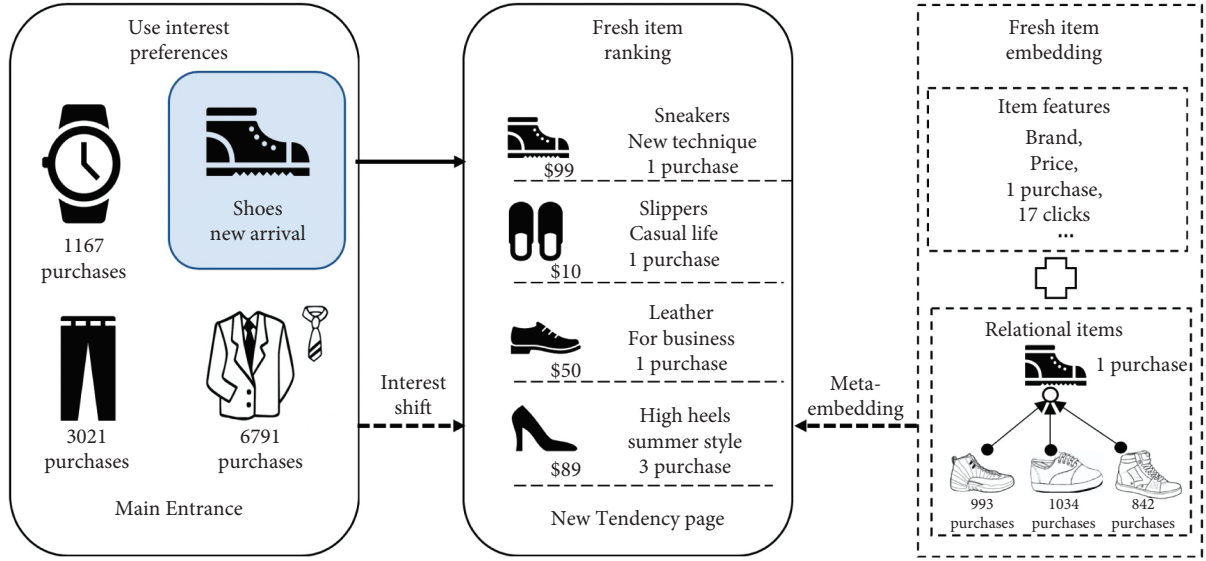 Use interest
preferences
Shoes
new arrival
1167
purchases
3021
purchases
6791
purchases
Main Entrance
Interest
shift
Fresh item
ranking
Sneakers
New technique
1 purchase
$99
Slippers
Casual life
1 purchase
$10
Leather
For business
1 purchase
$50
High heels
summer style
3 purchase
$89
New Tendency page
Meta-
embedding
Fresh item
embedding
Item features
Brand,
Price,
1 purchase,
17 clicks
...
Relational items
1 purchase
993
purchases
1034
purchases
842
purchases